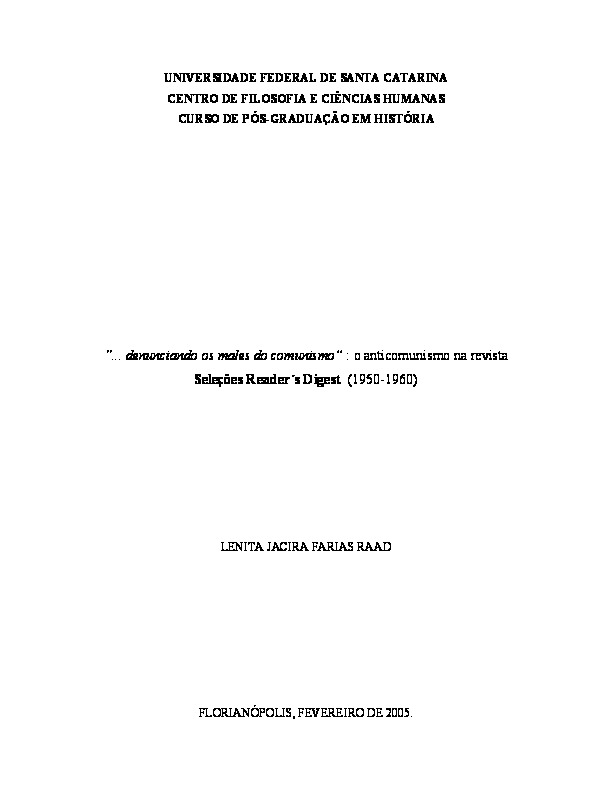 UNIVERSIDADE FEDERAL DE SANTA CATARINA
CENTRO DE FILOSOFIA E CIÊNCIAS HUMANAS
CURSO DE PÓS-GRADUAÇÃO EM HISTÓRIA
"... denunciando os males do comunismo" : o anticomunismo na revista
Seleções Reader´s Digest (1950-1960)
LENITA JACIRA FARIAS RAAD
FLORIANÓPOLIS, FEVEREIRO DE 2005.